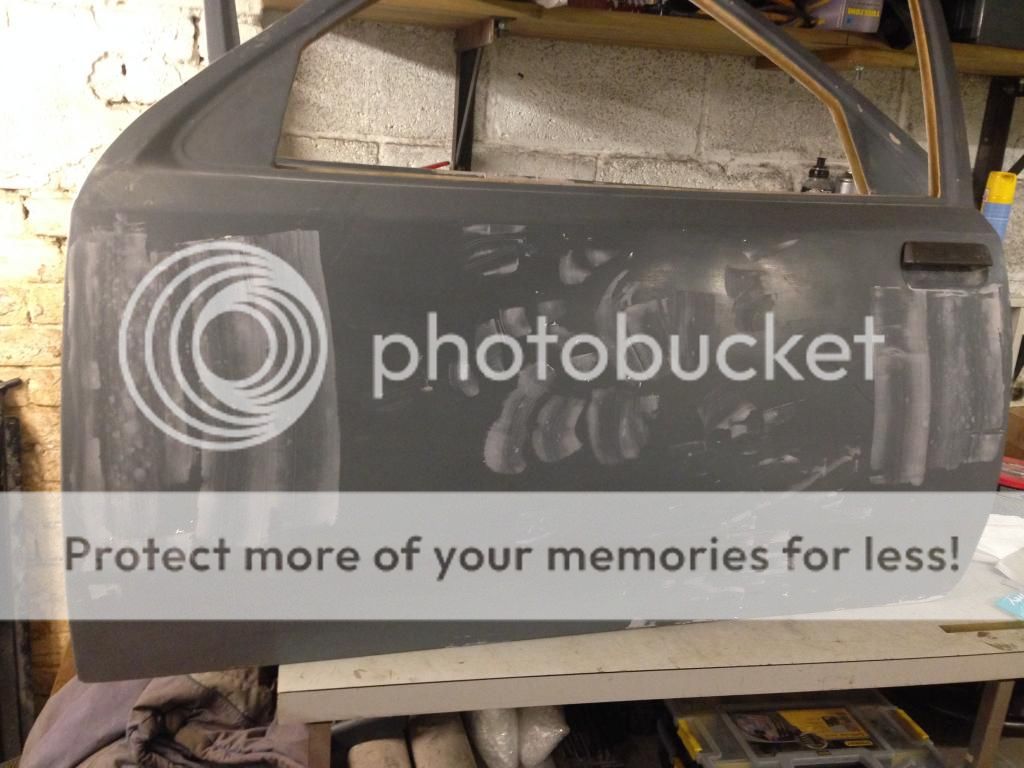 photobucket
Protect more of your memories for less!